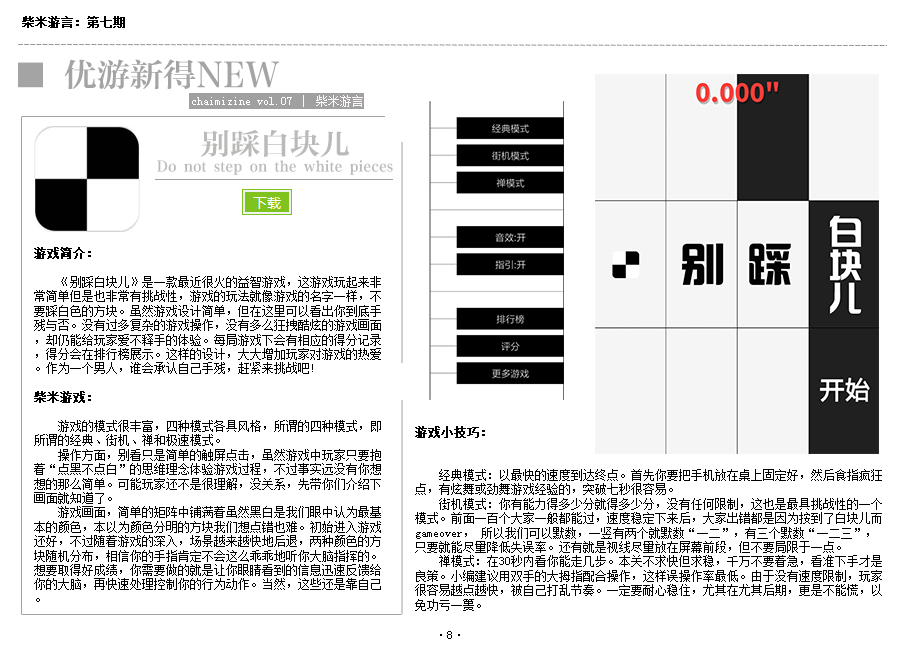 柴米游言：第七期
优游新得NEW
chaimizine vol.07 | 柴米游言
别踩白块儿
Do not step on the white pieces
下载
游戏简介：
《别踩白块儿》是一款最近很火的益智游戏，这游戏玩起来非
常简单但是也非常有挑战性，游戏的玩法就像游戏的名字一样，不
要踩白色的方块。虽然游戏设计简单，但在这里可以看出你到底手
残与否。没有过多复杂的游戏操作，没有多么狂拽酷炫的游戏画面
，却仍能给玩家爱不释手的体验。每局游戏下会有相应的得分记录
，得分会在排行榜展示。这样的设计，大大增加玩家对游戏的热爱
。作为一个男人，谁会承认自己手残，赶紧来挑战吧！
柴米游戏：
游戏的模式很丰富，四种模式各具风格，所谓的四种模式，即
所谓的经典、街机、禅和极速模式。
操作方面，别看只是简单的触屏点击，虽然游戏中玩家只要抱
着“点黑不点白”的思维理念体验游戏过程，不过事实远没有你想
想的那么简单。可能玩家还不是很理解，没关系，先带你们介绍下
画面就知道了。
游戏画面，简单的矩阵中铺满着虽然黑白是我们眼中认为最基
本的颜色，本以为颜色分明的方块我们想点错也难。初始进入游戏
还好，不过随着游戏的深入，场景越来越快地后退，两种颜色的方
块随机分布，相信你的手指肯定不会这么乖乖地听你大脑指挥的。
想要取得好成绩，你需要做的就是让你眼睛看到的信息迅速反馈给
你的大脑，再快速处理控制你的行为动作。当然，这些还是靠自己
。
经典模式
街机模式
禅模式
音效:开
指引:开
排行榜
评分
更多游戏
0.000"
别
踩
白块儿
开始
游戏小技巧：
经典模式：以最快的速度到达终点。首先你要把手机放在桌上固定好，然后食指疯狂
点，有炫舞或劲舞游戏经验的，突破七秒很容易。
街机模式：你有能力得多少分就得多少分，没有任何限制，这也是最具挑战性的一个
模式。前面一百个大家一般都能过，速度稳定下来后，大家出错都是因为按到了白块儿而
gameover， 所以我们可以默数，一竖有两个就默数“一二”，有三个默数“一二三”，
只要就能尽量降低失误率。还有就是视线尽量放在屏幕前段，但不要局限于一点。
禅模式：在30秒内看你能走几步。本关不求快但求稳，千万不要着急，看准下手才是
良策。小编建议用双手的大拇指配合操作，这样误操作率最低。由于没有速度限制，玩家
很容易越点越快，被自己打乱节奏。一定要耐心稳住，尤其在尤其后期，更是不能慌，以
免功亏一篑。
·8·